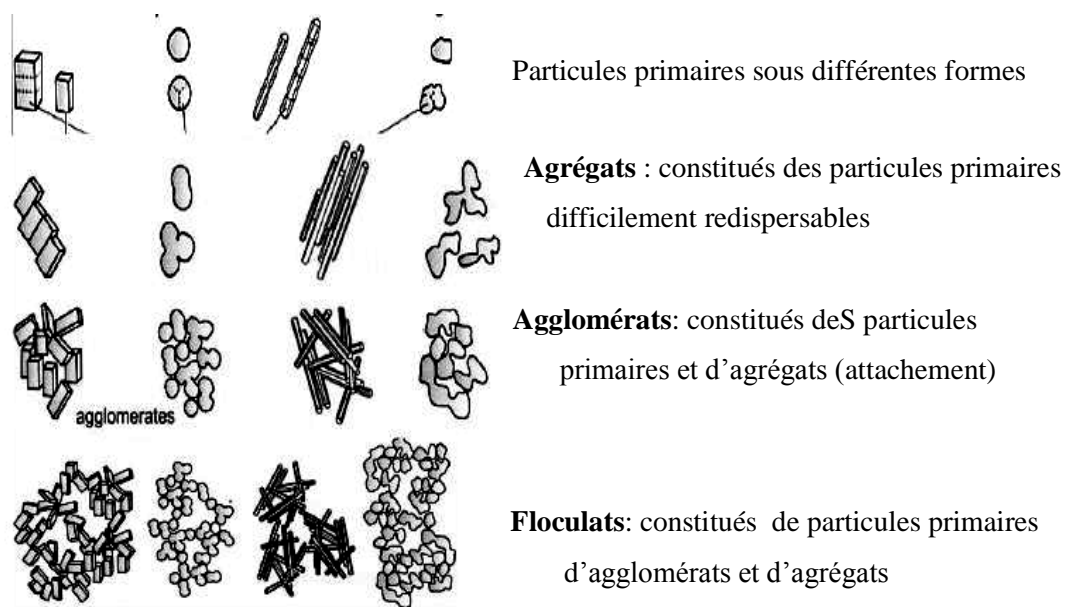 Particules primaires sous différentes formes
Agrégats : constitués des particules primaires
difficilement redispersables
Agglomérats: constitués deS particules
primaires et d’agrégats (attachement)
agglomerates
Floculats: constitués de particules primaires
d’agglomérats et d’agrégats